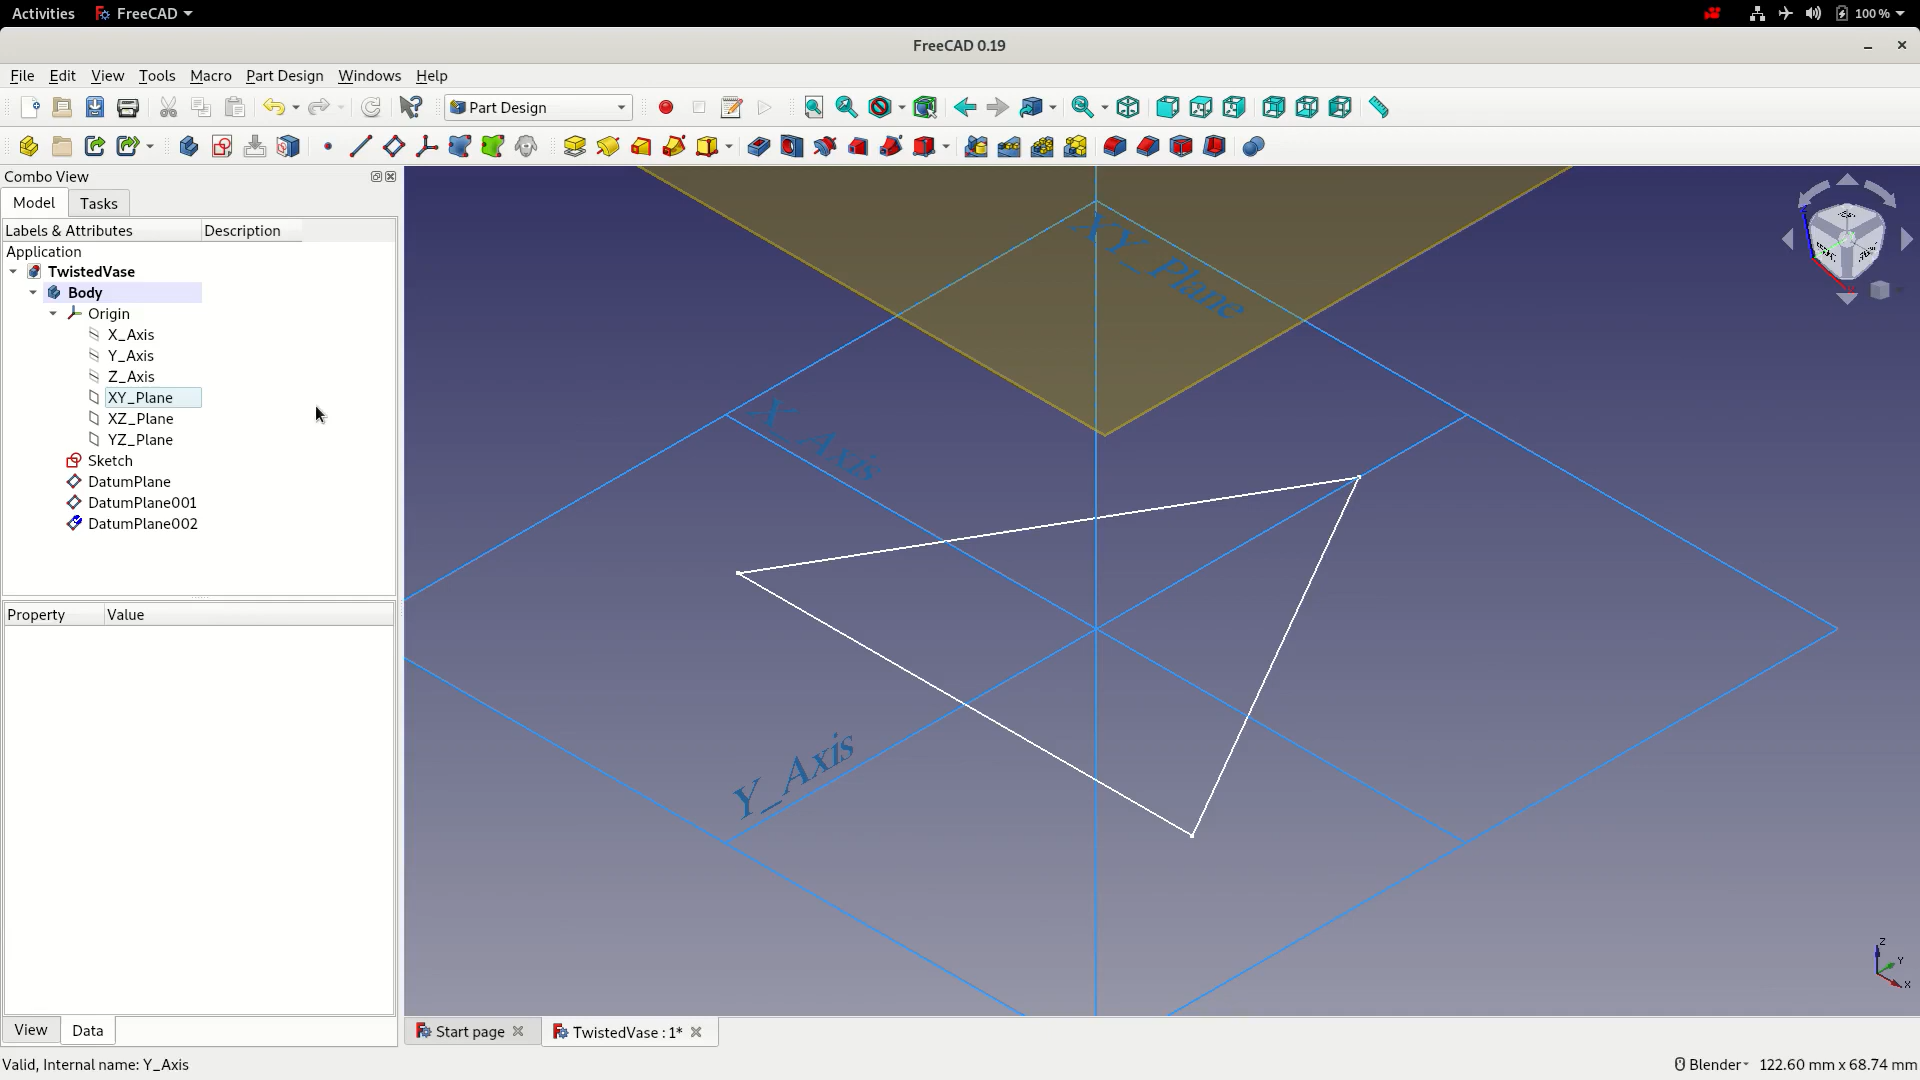 Activities FreeCAD 100 %
FreeCAD 0.19
File Edit View Tools Macro Part Design Windows Help
Part Design
Combo View
Model Tasks
Labels & Attributes Description
Application
TwistedVase
Body
Origin
X_Axis
Y_Axis
Z_Axis
XY_Plane
XZ_Plane
YZ_Plane
Sketch
DatumPlane
DatumPlane001
DatumPlane002
Property Value
View Data
XY_Plane
X_Axis
Y_Axis
Z
Y
X
Start page TwistedVase : 1*
Valid, Internal name: Y_Axis Blender 122.60 mm x 68.74 mm